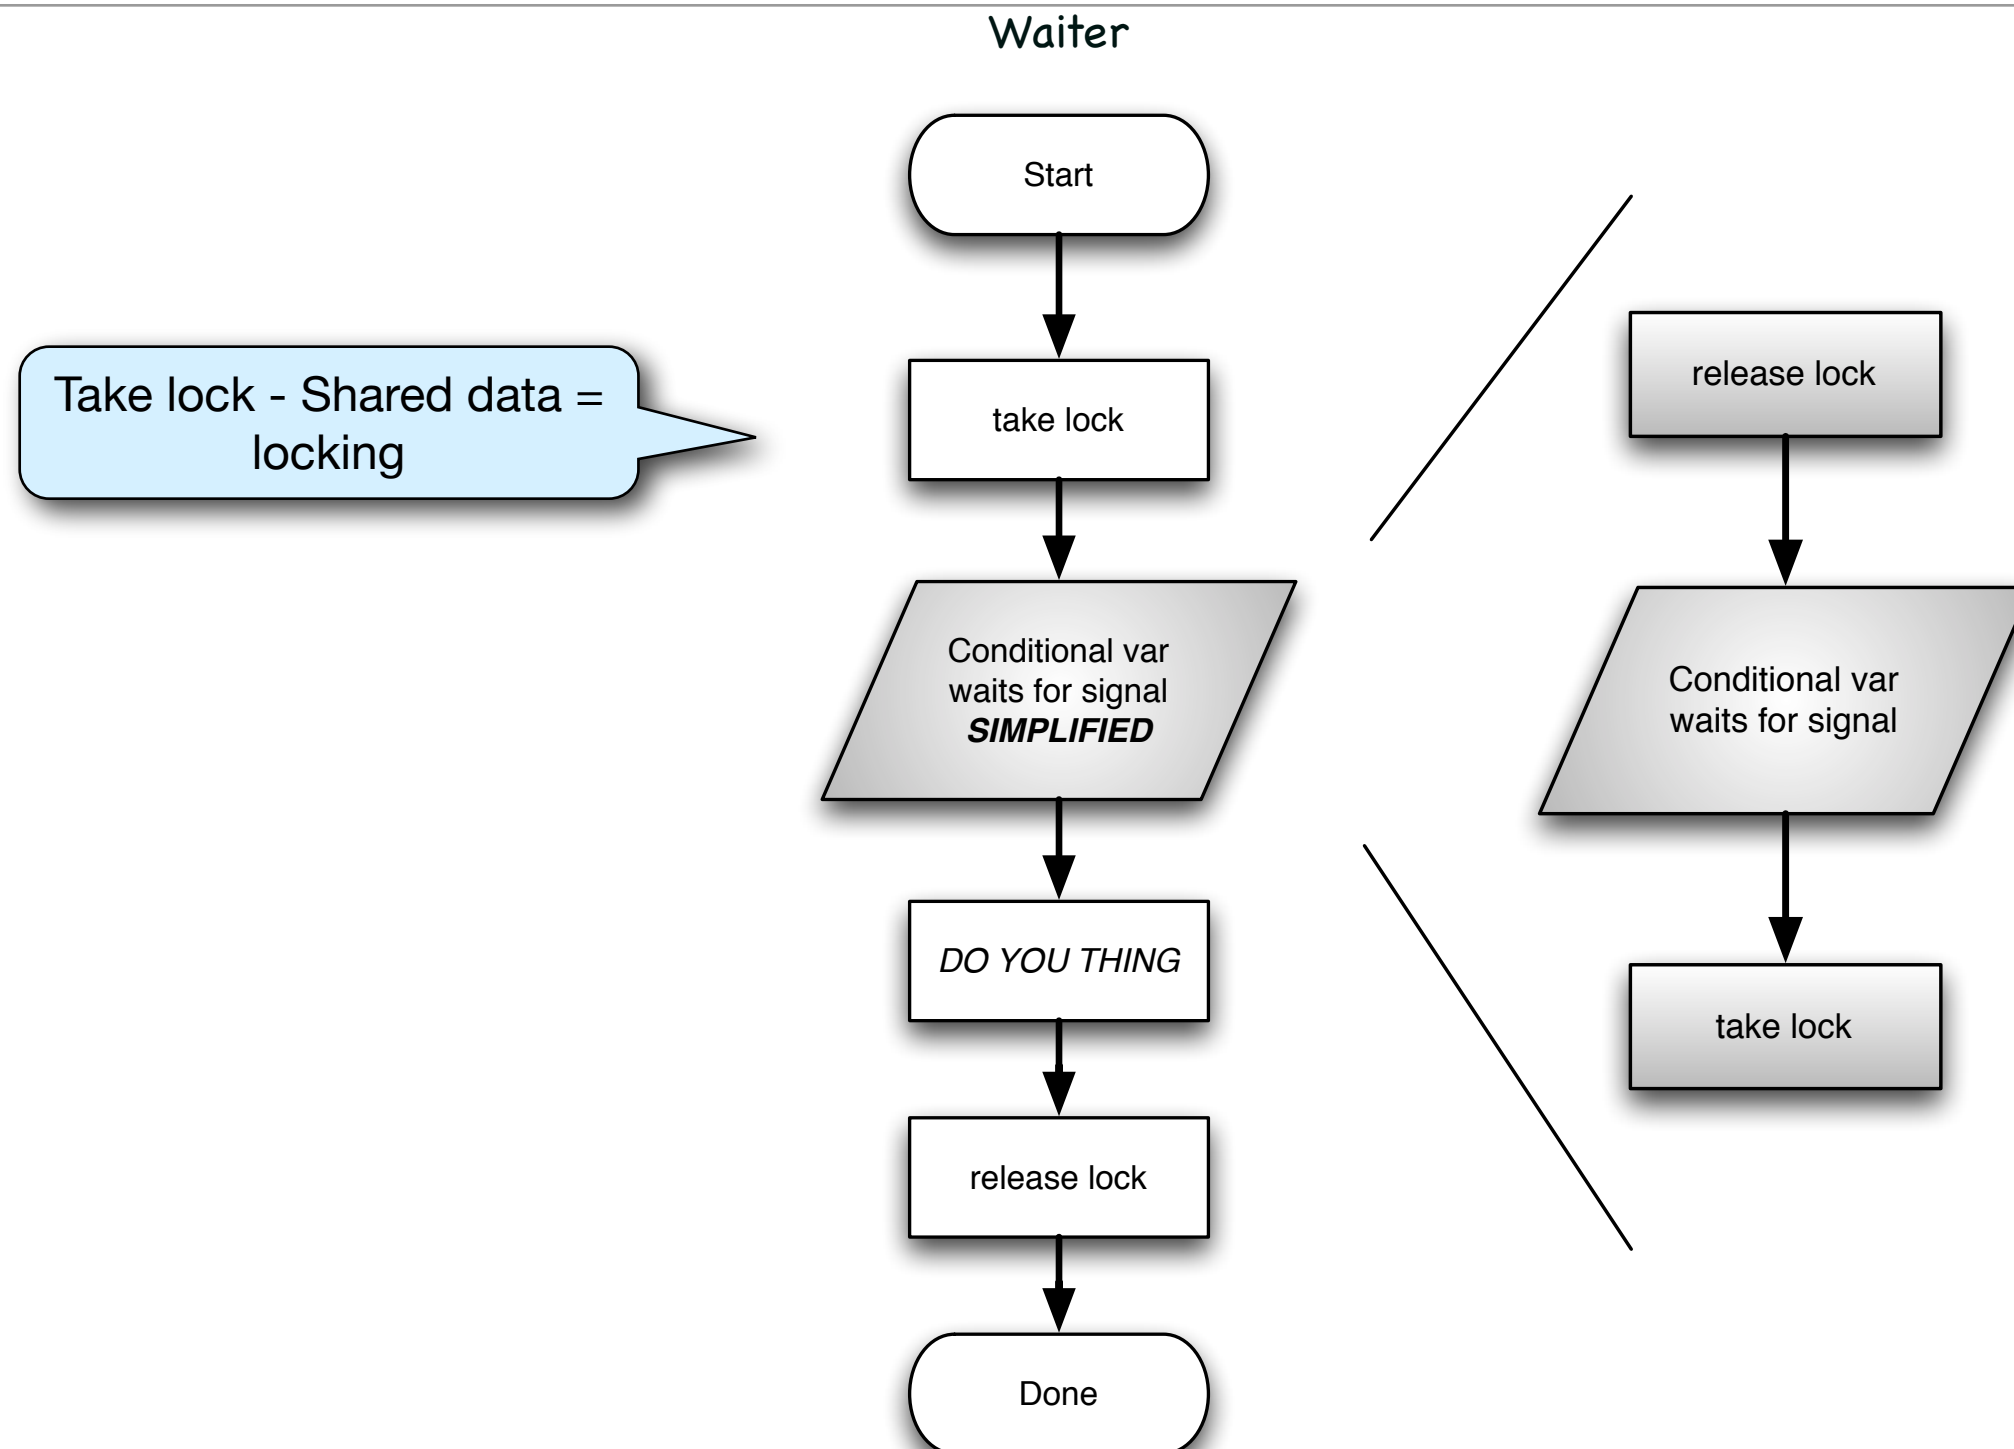 Waiter
Start
Take lock - Shared data =
locking
take lock
release lock
Conditional var
waits for signal
SIMPLIFIED
Conditional var
waits for signal
DO YOU THING
take lock
release lock
Done